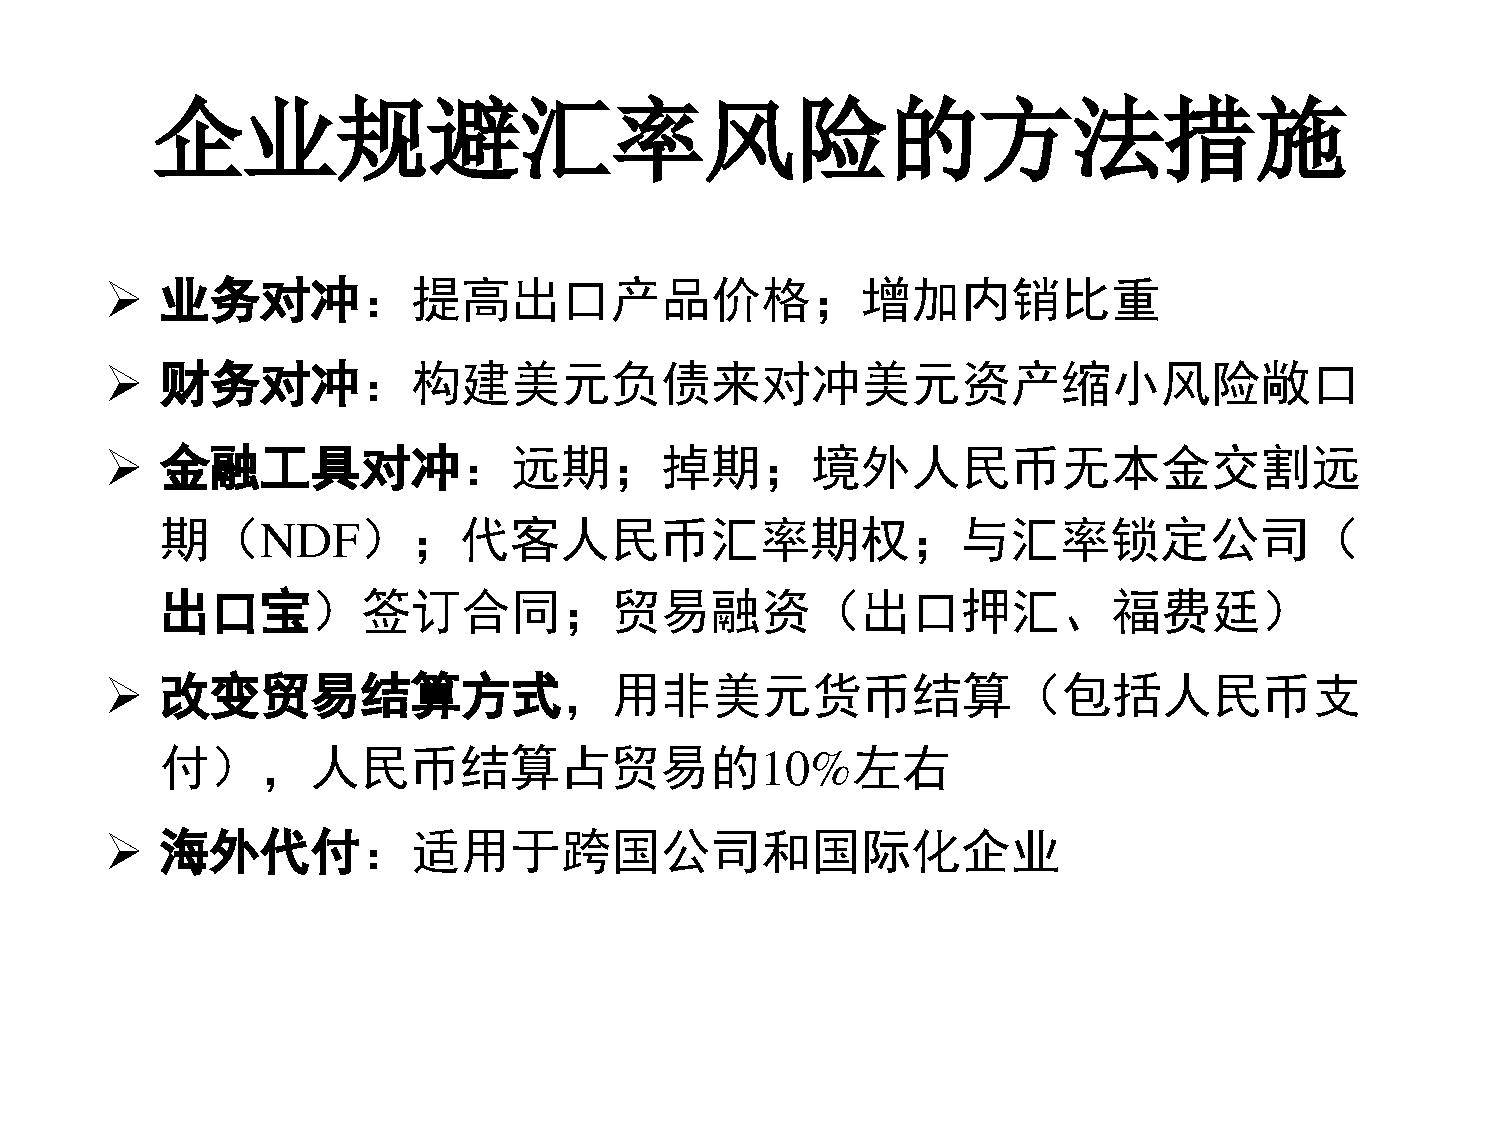 企业规避汇率风险的方法措施
➢ 业务对冲：提高出口产品价格；增加内销比重
➢ 财务对冲：构建美元负债来对冲美元资产缩小风险敞口
➢ 金融工具对冲：远期；掉期；境外人民币无本金交割远
期（NDF）；代客人民币汇率期权；与汇率锁定公司（
出口宝）签订合同；贸易融资（出口押汇、福费廷）
➢ 改变贸易结算方式，用非美元货币结算（包括人民币支
付），人民币结算占贸易的10%左右
➢ 海外代付：适用于跨国公司和国际化企业